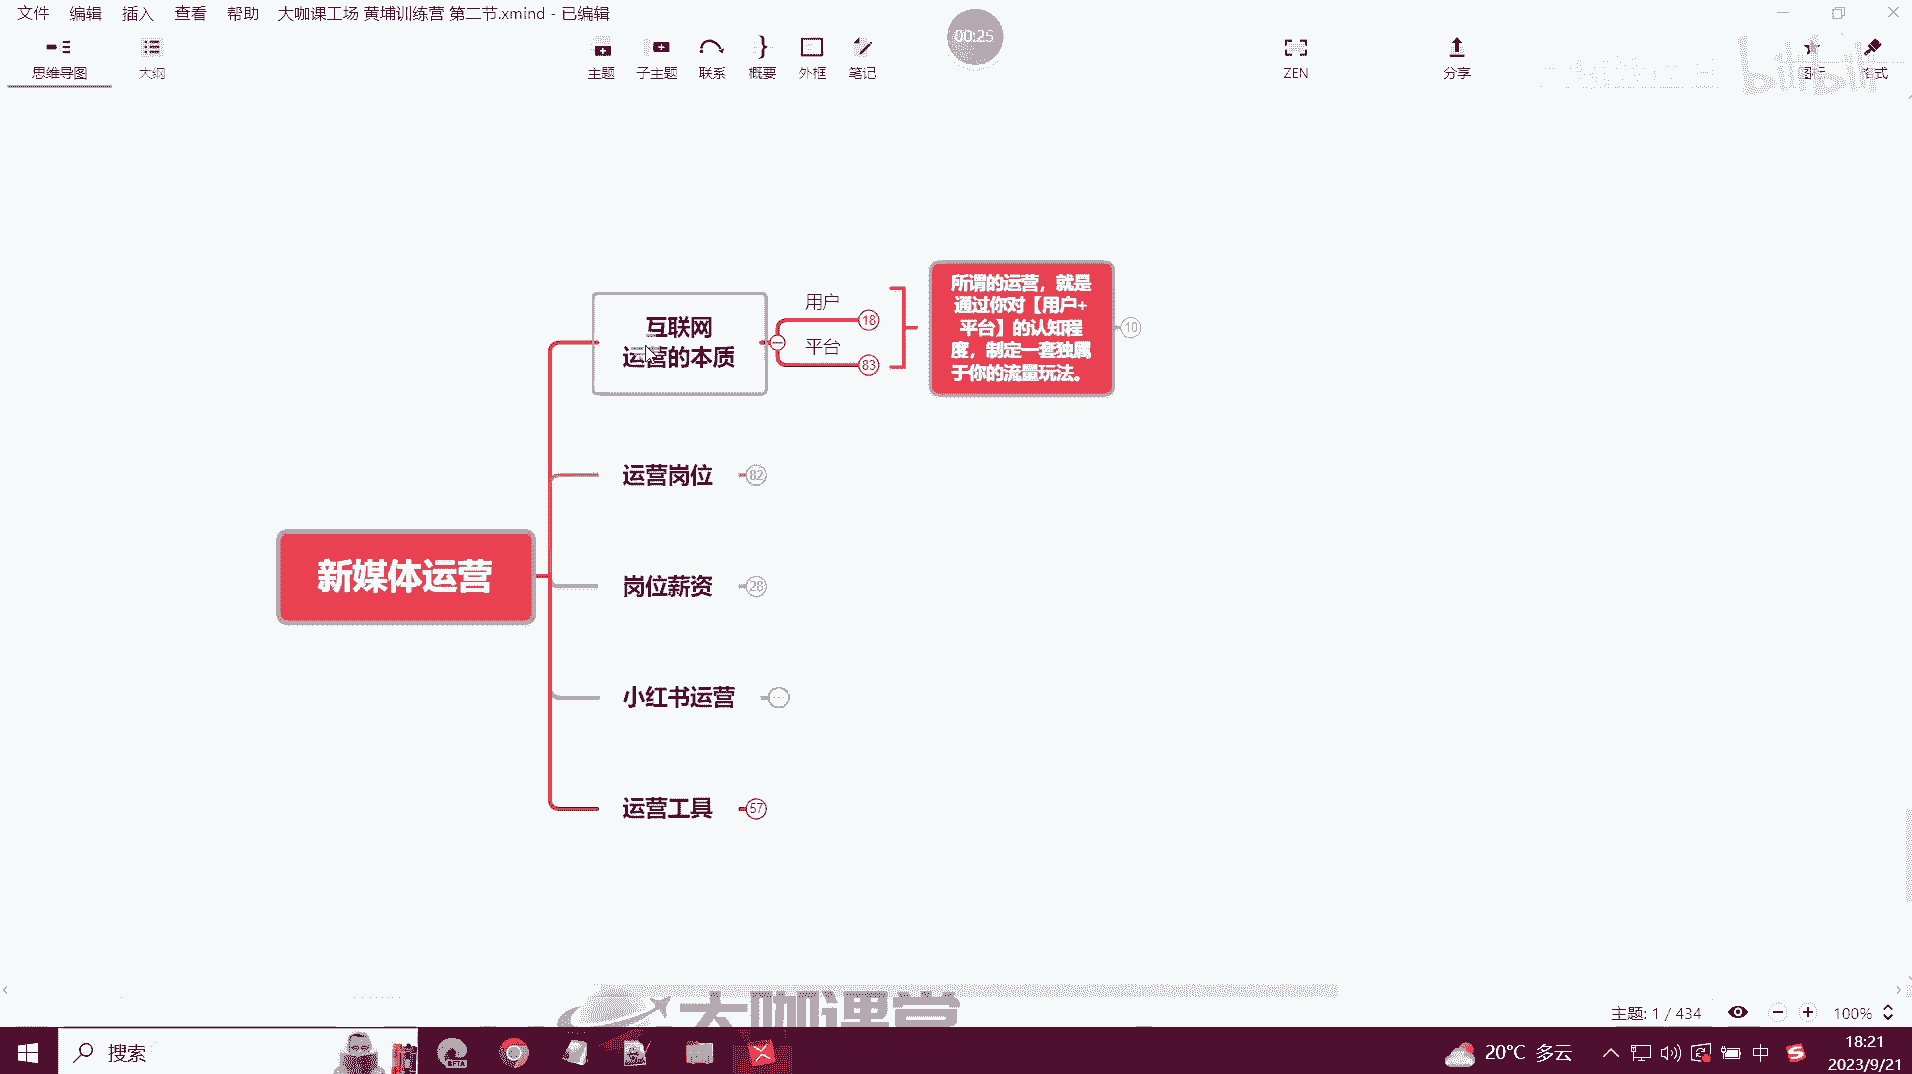 文件 编辑 插入 查看 帮助 大咖课工场 黄埔训练营 第二节.xmind - 已编辑
00:25
思维导图 大纲 主题 子主题 联系 概要 外框 笔记 ZEN 分享 图标 格式
bilibili
互联网
运营的本质
用户
18
平台
83
所谓的运营，就是
通过你对【用户+
平台】的认知程
度，制定一套独属
于你的流量玩法。
10
运营岗位
82
新媒体运营
岗位薪资
28
小红书运营
运营工具
57
大咖课堂
主题: 1 / 434
100%
搜索
BETA
20°C 多云
中
18:21
2023/9/21